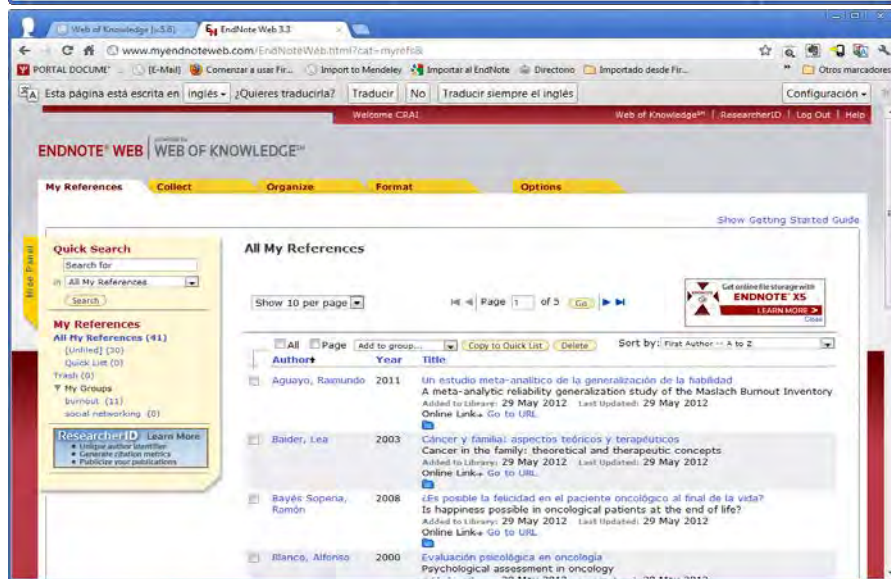 Web of Knowledge [v.5.6]
EndNote Web 3.3
www.myendnoteweb.com/EndNoteWeb.html?cat=myrefs&
PORTAL DOCUME'
[E-Mail]
Comenzar a usar Fir...
Import to Mendeley
Importar al EndNote
Directorio
Importado desde Fir...
Otros marcadores
Esta página está escrita en inglés ¿Quieres traducirla? Traducir No Traducir siempre el inglés Configuración
Welcome CRAI
Web of Knowledge℠ | ResearcherID | Log Out | Help
ENDNOTE® WEB
WEB OF KNOWLEDGE℠
My References Collect Organize Format Options
Show Getting Started Guide
Hide Panel
Quick Search
Search for
in All My References
Search
My References
All My References (41)
[Unfiled] (30)
Quick List (0)
Trash (0)
▼ My Groups
burnout (11)
social networking (0)
ResearcherID Learn More
• Unique author identifier
• Generate citation metrics
• Publicize your publications
All My References
Show 10 per page
Page 1 of 5 Go
Get online file storage with
ENDNOTE X5
LEARN MORE >
Close
All Page Add to group... Copy to Quick List Delete Sort by: First Author -- A to Z
Author Year Title
Aguayo, Raimundo 2011 Un estudio meta-analítico de la generalización de la fiabilidad
A meta-analytic reliability generalization study of the Maslach Burnout Inventory
Added to Library: 29 May 2012 Last Updated: 29 May 2012
Online Link→ Go to URL
Baider, Lea 2003 Cáncer y familia: aspectos teóricos y terapéuticos
Cancer in the family: theoretical and therapeutic concepts
Added to Library: 29 May 2012 Last Updated: 29 May 2012
Online Link→ Go to URL
Bayés Sopena, Ramón 2008 ¿Es posible la felicidad en el paciente oncológico al final de la vida?
Is happiness possible in oncological patients at the end of life?
Added to Library: 29 May 2012 Last Updated: 29 May 2012
Online Link→ Go to URL
Blanco, Alfonso 2000 Evaluación psicológica en oncología
Psychological assessment in oncology